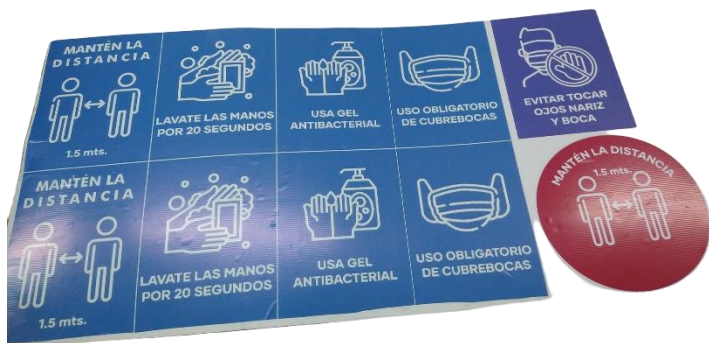 MANTÉN LA
DISTANCIA
1.5 mts.
LAVATE LAS MANOS
POR 20 SEGUNDOS
USA GEL
ANTIBACTERIAL
USO OBLIGATORIO
DE CUBREBOCAS
EVITAR TOCAR
OJOS NARIZ
Y BOCA
MANTÉN LA
DISTANCIA
1.5 mts.
LAVATE LAS MANOS
POR 20 SEGUNDOS
USA GEL
ANTIBACTERIAL
USO OBLIGATORIO
DE CUBREBOCAS
MANTÉN LA DISTANCIA
1.5 mts.